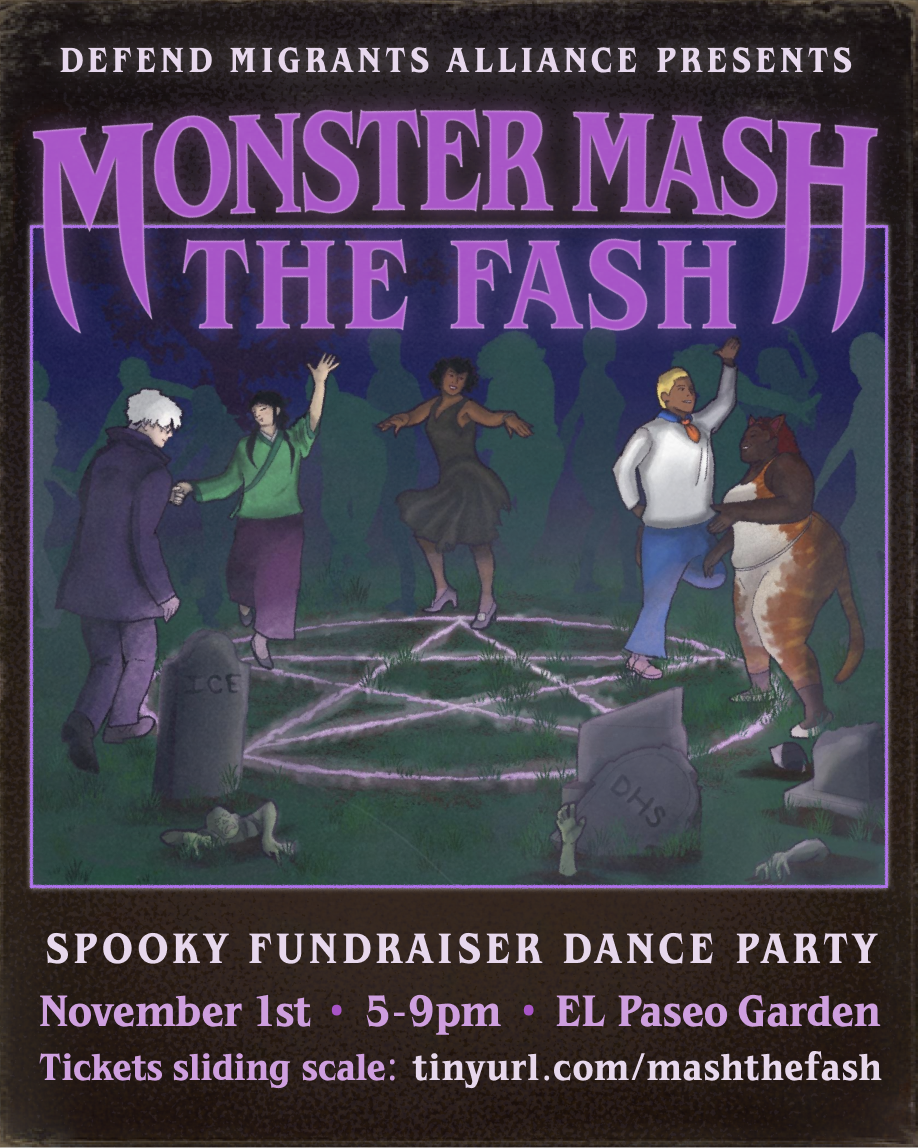 DEFEND MIGRANTS ALLIANCE PRESENTS
MONSTER MASH
THE FASH
ICE
DHS
SPOOKY FUNDRAISER DANCE PARTY
November 1st • 5-9pm • EL Paseo Garden
Tickets sliding scale: tinyurl.com/mashthefash